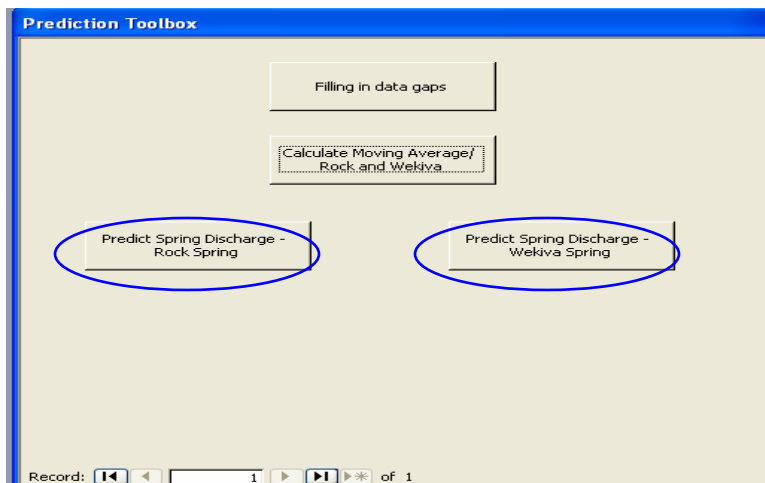 Prediction Toolbox
Filling in data gaps
Calculate Moving Average/
Rock and Wekiva
Predict Spring Discharge -
Rock Spring
Predict Spring Discharge -
Wekiva Spring
Record: 1 of 1